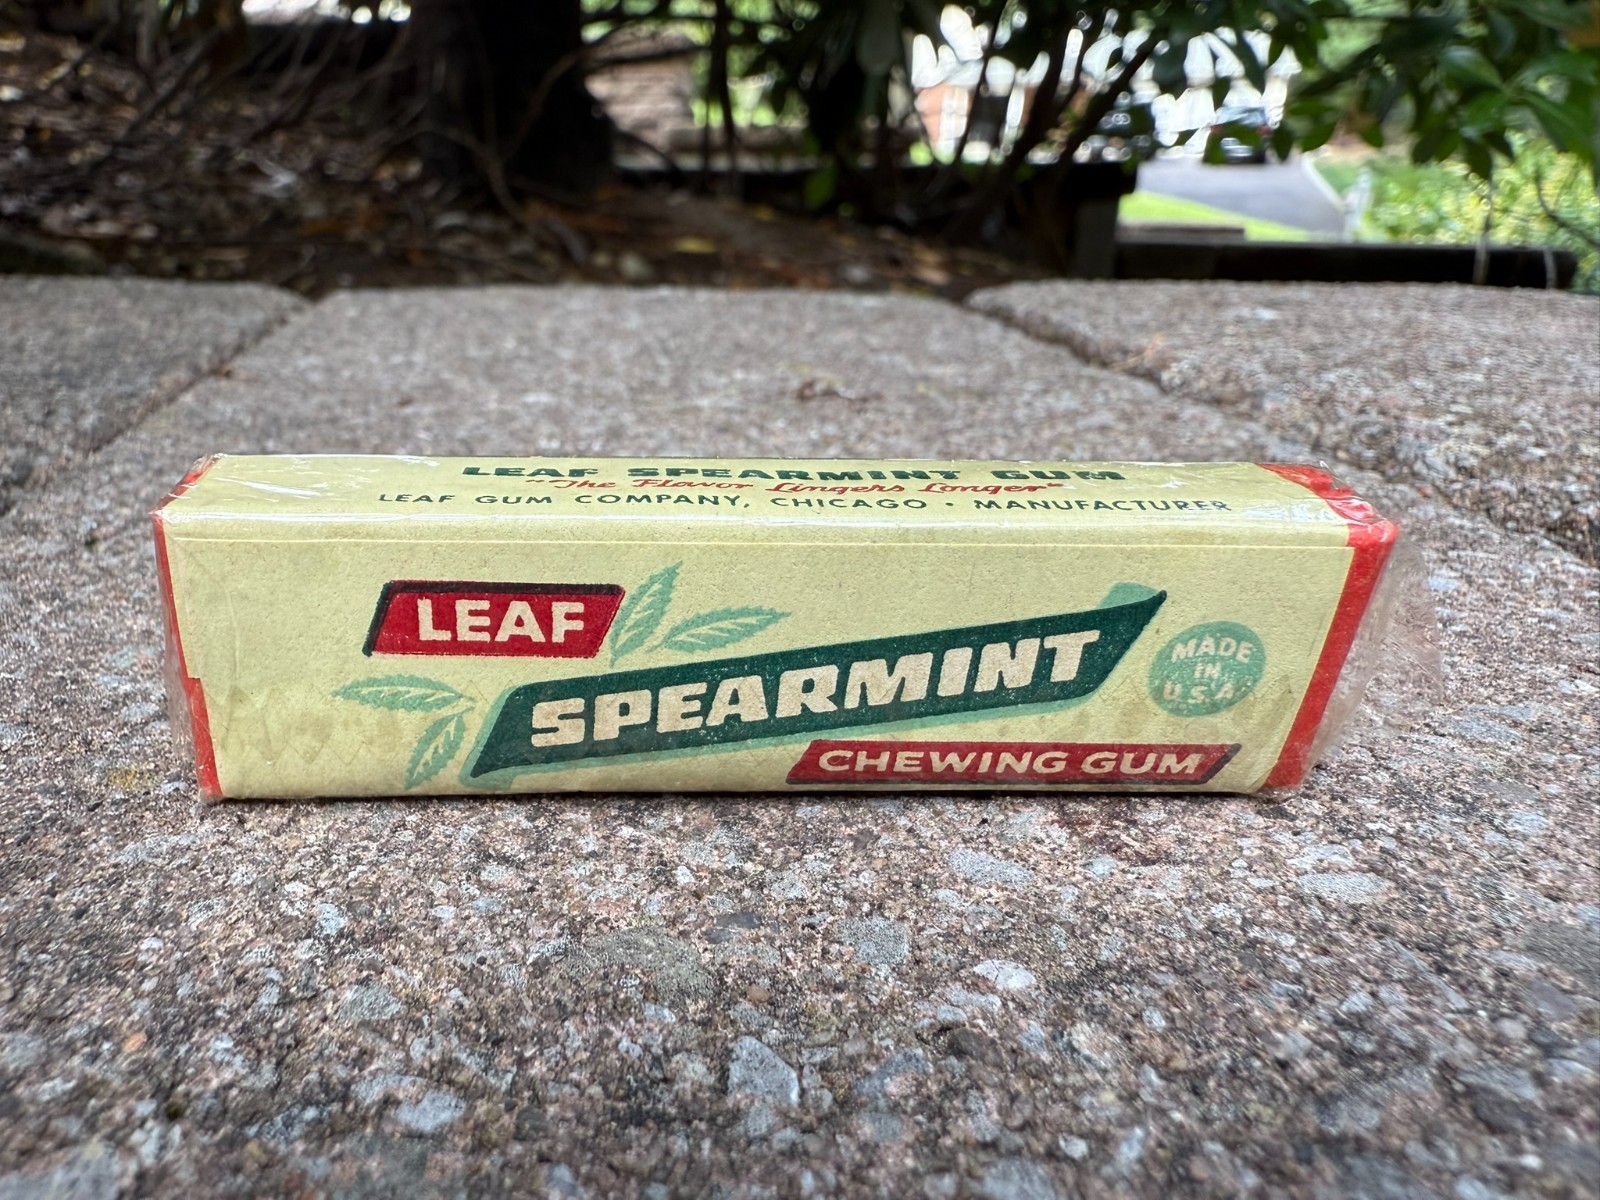 LEAF SPEARMINT GUM
"The Flavor Lingers Longer"
LEAF GUM COMPANY, CHICAGO • MANUFACTURER
LEAF
SPEARMINT
MADE
IN
U.S.A.
CHEWING GUM